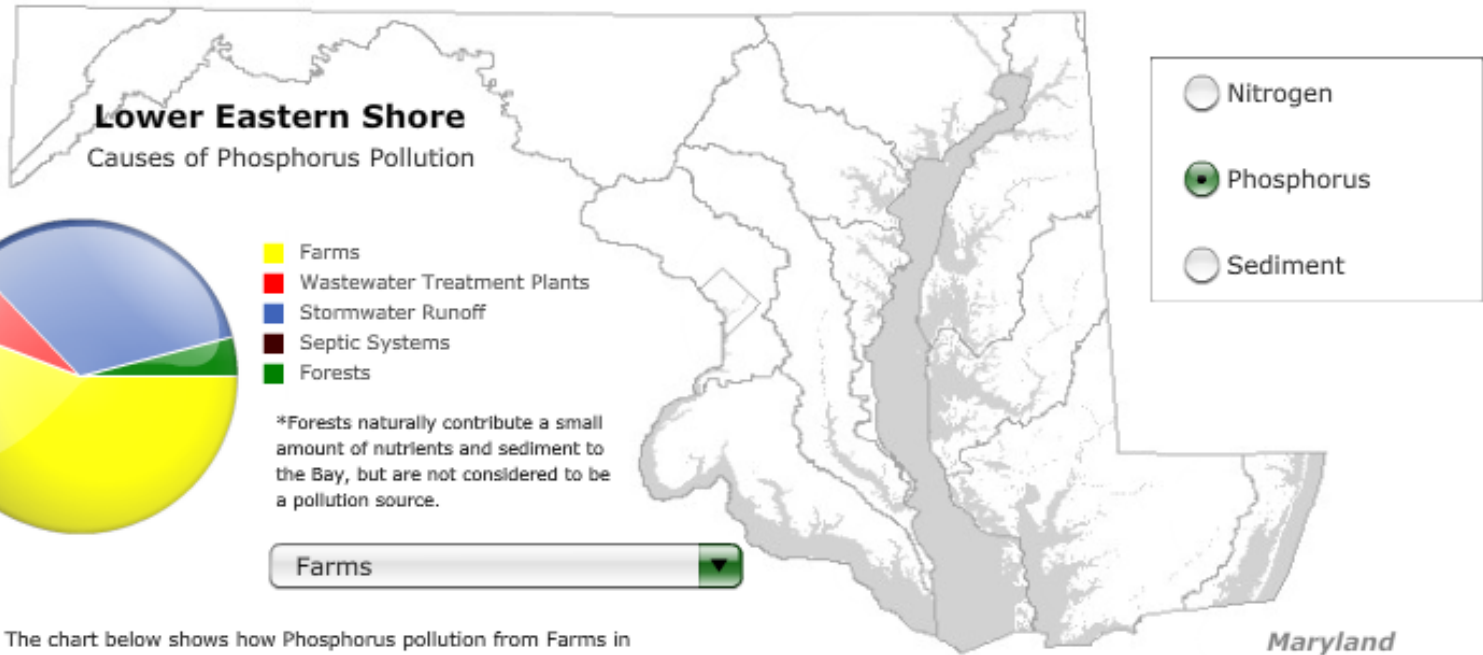 Lower Eastern Shore
Causes of Phosphorus Pollution
Farms
Wastewater Treatment Plants
Stormwater Runoff
Septic Systems
Forests
*Forests naturally contribute a small
amount of nutrients and sediment to
the Bay, but are not considered to be
a pollution source.
Farms
The chart below shows how Phosphorus pollution from Farms in
Nitrogen
Phosphorus
Sediment
Maryland